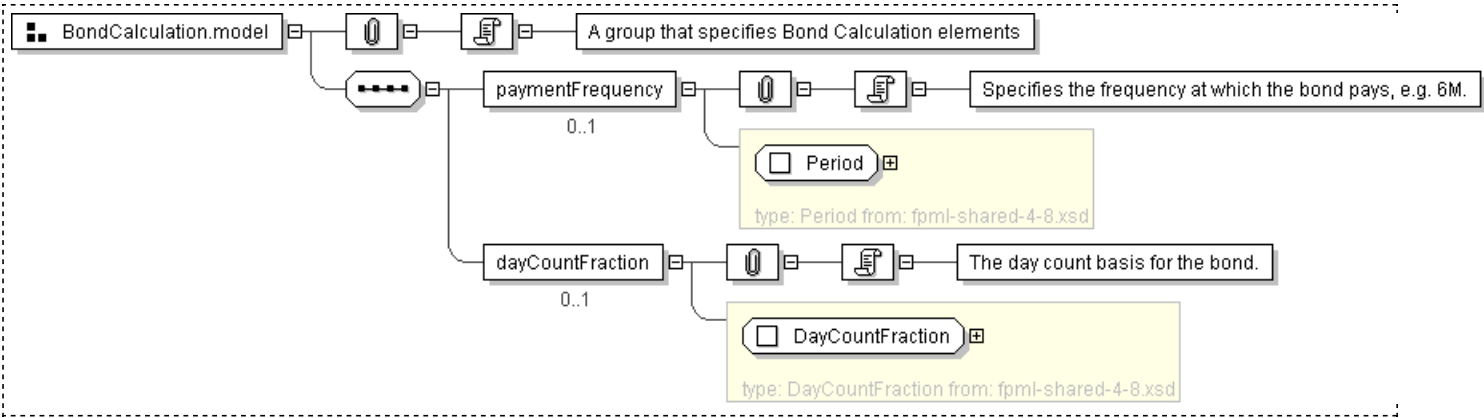 BondCalculation.model
A group that specifies Bond Calculation elements
paymentFrequency
Specifies the frequency at which the bond pays, e.g. 6M.
0..1
Period
type: Period from: fpml-shared-4-8.xsd
dayCountFraction
The day count basis for the bond.
0..1
DayCountFraction
type: DayCountFraction from: fpml-shared-4-8.xsd